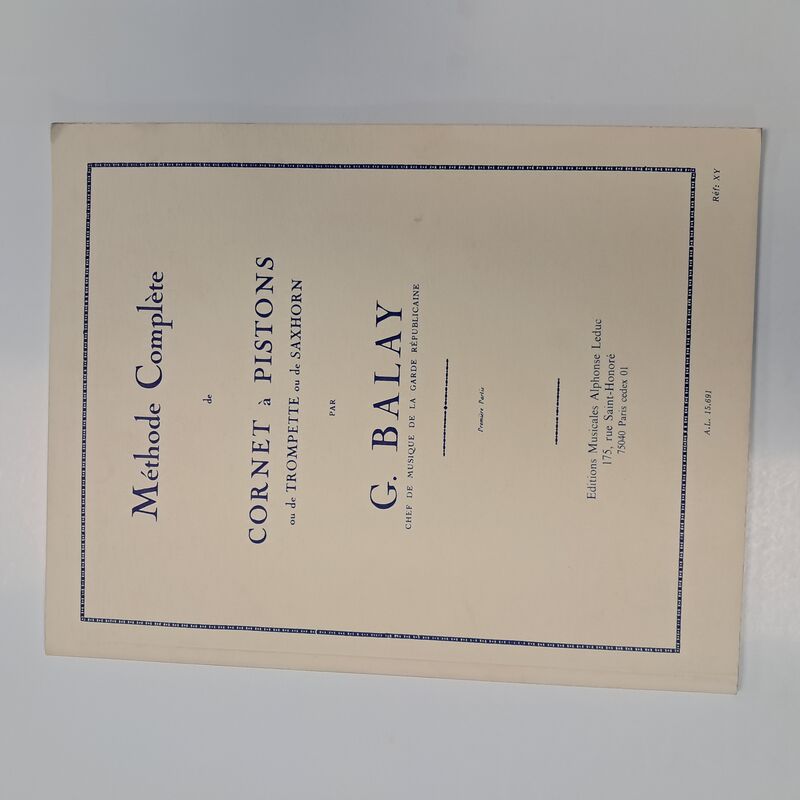 Méthode Complète
de
CORNET à PISTONS
ou de TROMPETTE ou de SAXHORN
PAR
G. BALAY
CHEF DE MUSIQUE DE LA GARDE RÉPUBLICAINE
Première Partie
Editions Musicales Alphonse Leduc
175, rue Saint-Honoré
75040 Paris cedex 01
A.L. 15.691
Réf: XY